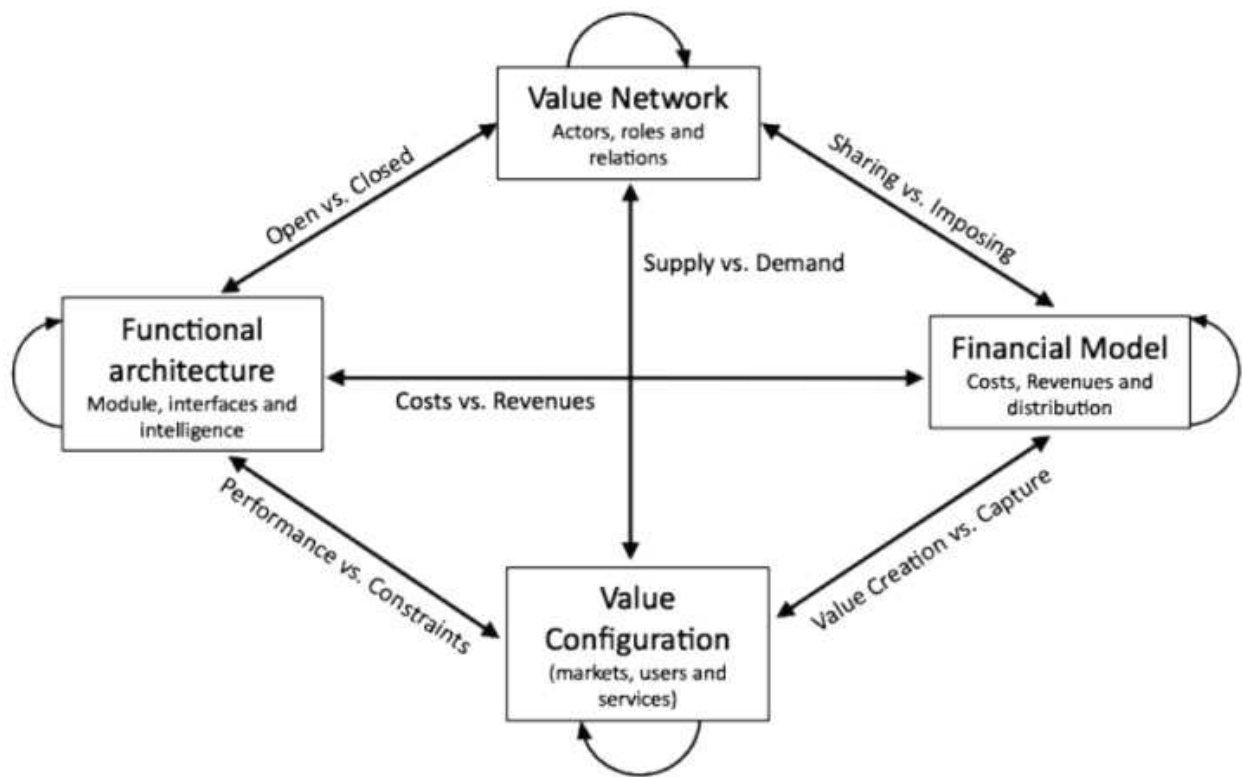 Value Network
Actors, roles and
relations
Open vs. Closed
Sharing vs. Imposing
Supply vs. Demand
Functional
architecture
Module, interfaces and
intelligence
Financial Model
Costs, Revenues and
distribution
Costs vs. Revenues
Performance vs. Constraints
Value Creation vs. Capture
Value
Configuration
(markets, users and
services)